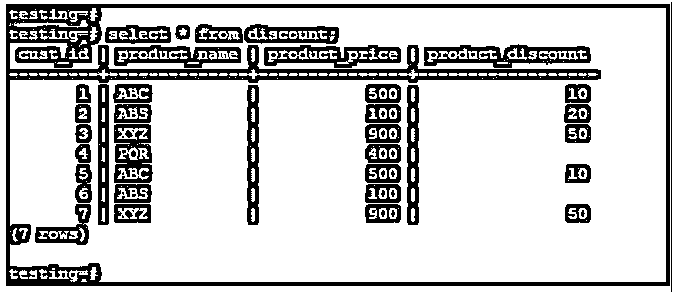 testing=#
testing=# select * from discount;
cust_id | product_name | product_price | product_discount
---------+--------------+---------------+------------------
1 | ABC | 500 | 10
2 | ABS | 100 | 20
3 | XYZ | 900 | 50
4 | PQR | 400 |
5 | ABC | 500 | 10
6 | ABS | 100 |
7 | XYZ | 900 | 50
(7 rows)
testing=#